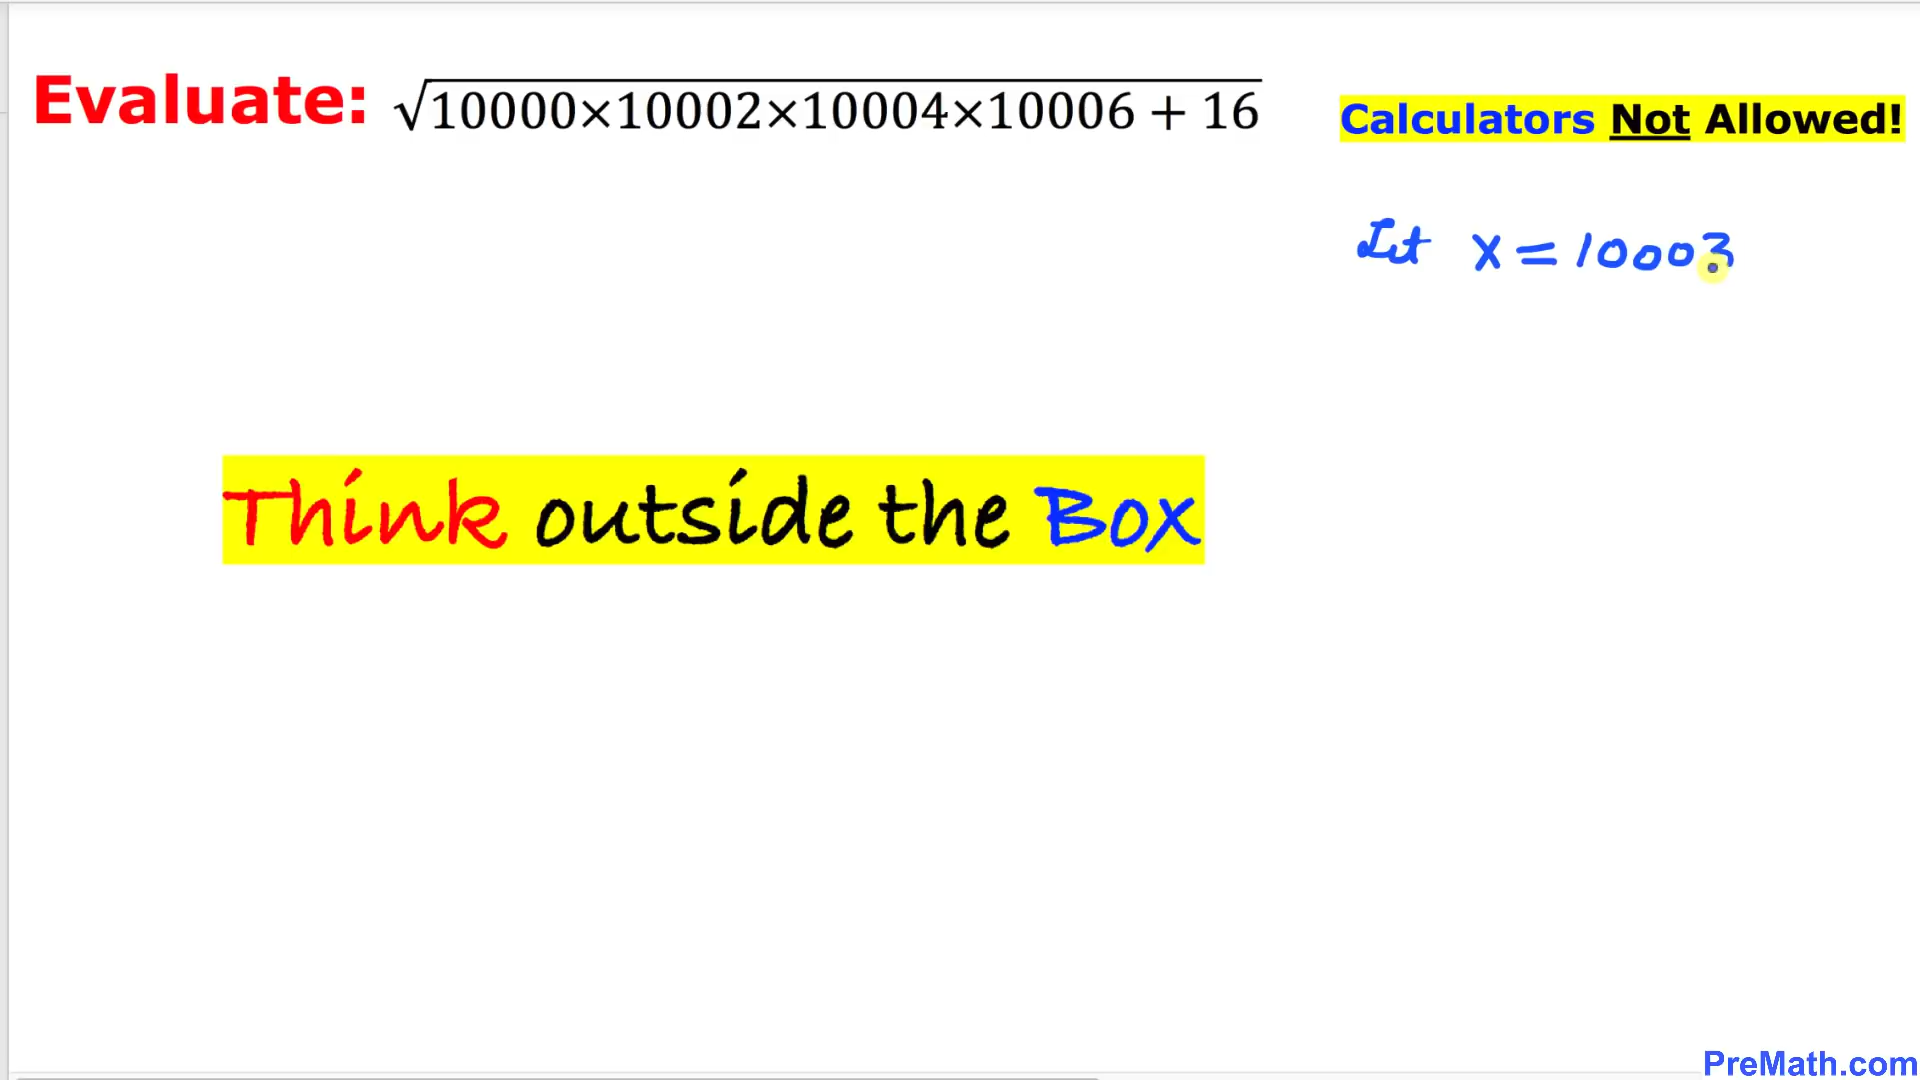 Evaluate: √10000×10002×10004×10006 + 16
Calculators Not Allowed!
Let x = 10003
Think outside the Box
PreMath.com